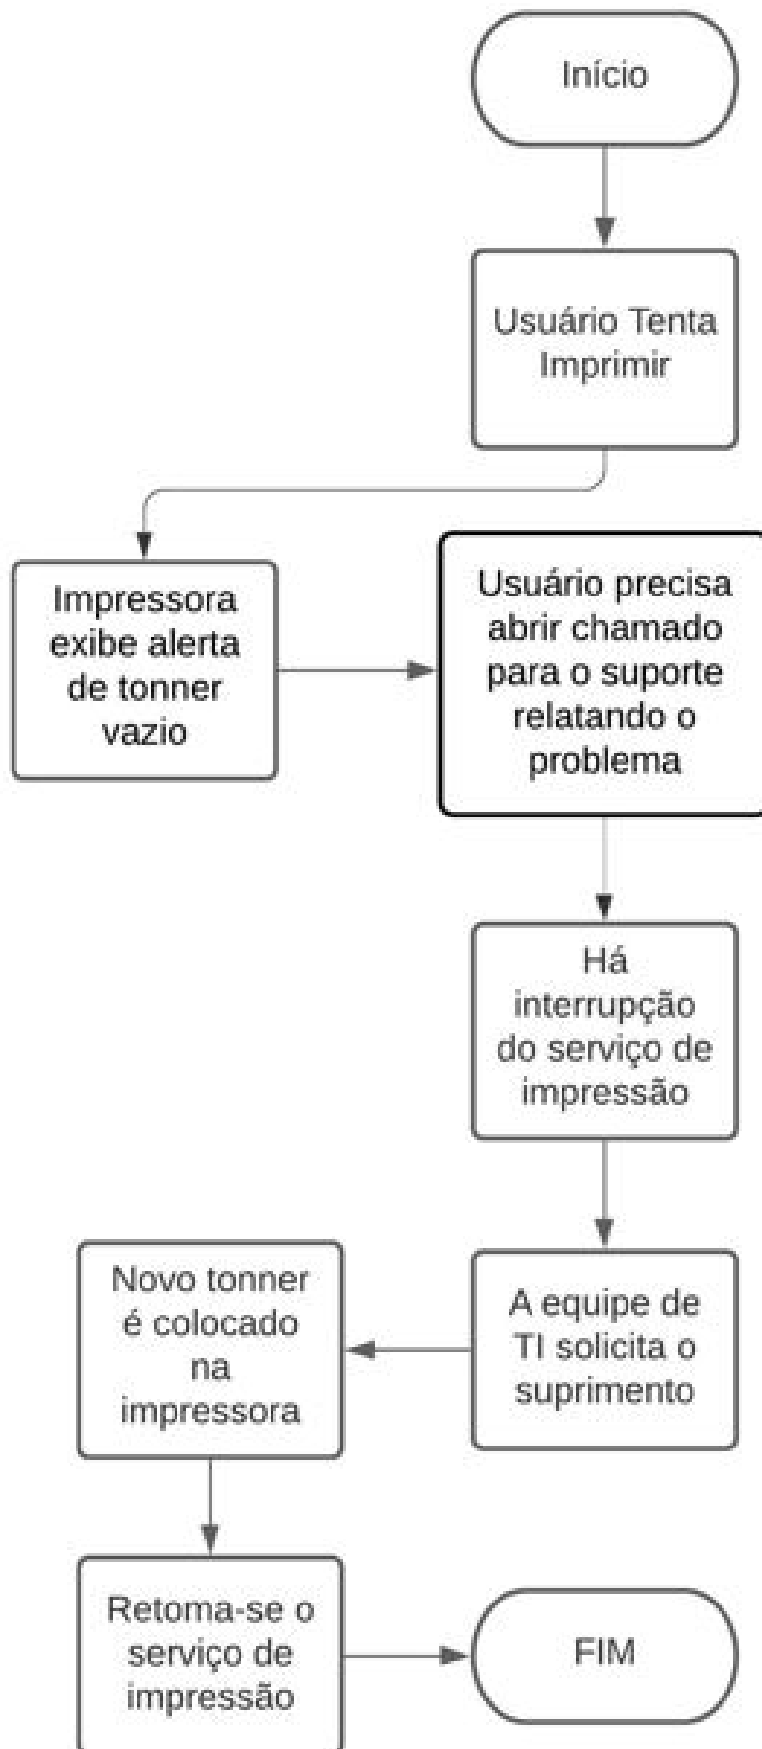 Início
Usuário Tenta
Imprimir
Impressora
exibe alerta
de tonner
vazio
Usuário precisa
abrir chamado
para o suporte
relatando o
problema
Há
interrupção
do serviço de
impressão
A equipe de
TI solicita o
suprimento
Novo tonner
é colocado
na
impressora
Retoma-se o
serviço de
impressão
FIM